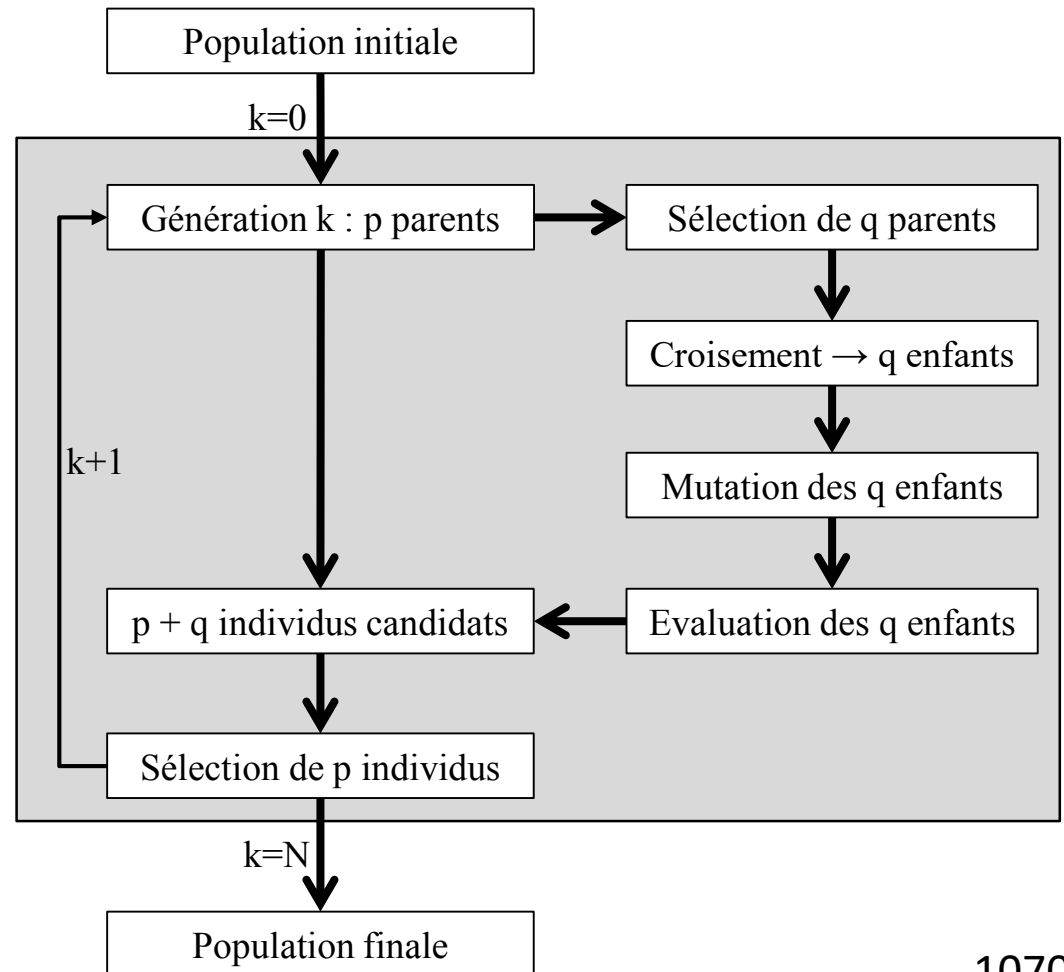 Population initiale
k=0
Génération k : p parents
Sélection de q parents
Croisement → q enfants
k+1
Mutation des q enfants
p + q individus candidats
Evaluation des q enfants
Sélection de p individus
k=N
Population finale
1070